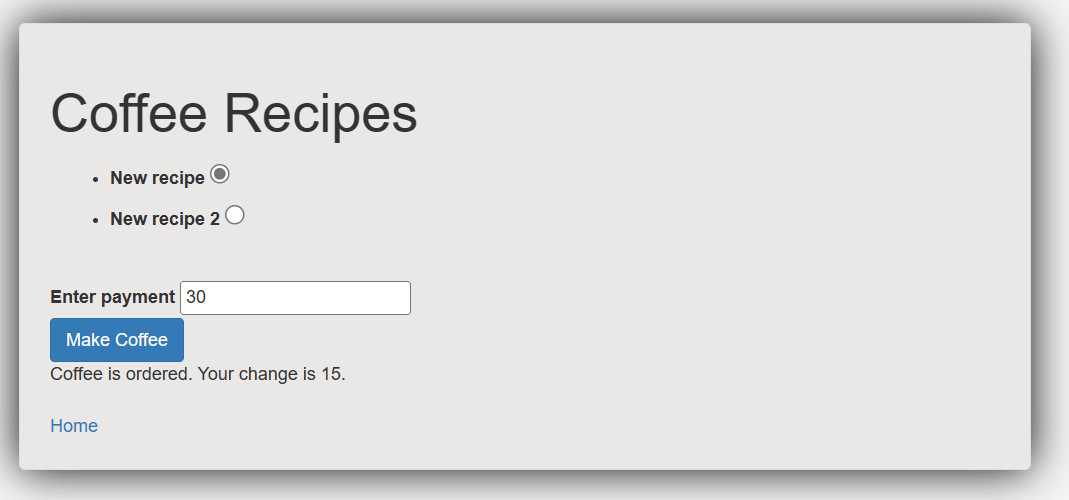 Coffee Recipes
New recipe
New recipe 2
Enter payment 30
Make Coffee
Coffee is ordered. Your change is 15.
Home